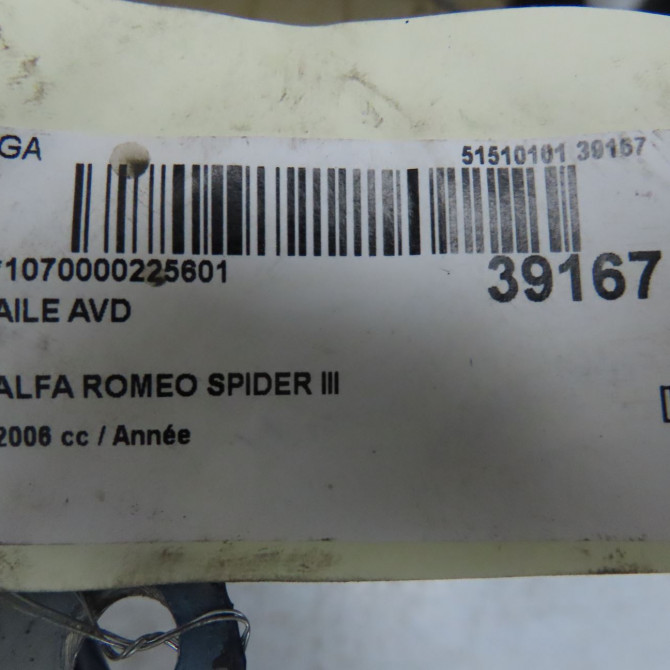 GA
51510101 39167
*1070000225601
39167
AILE AVD
ALFA ROMEO SPIDER III
2006 cc / Année